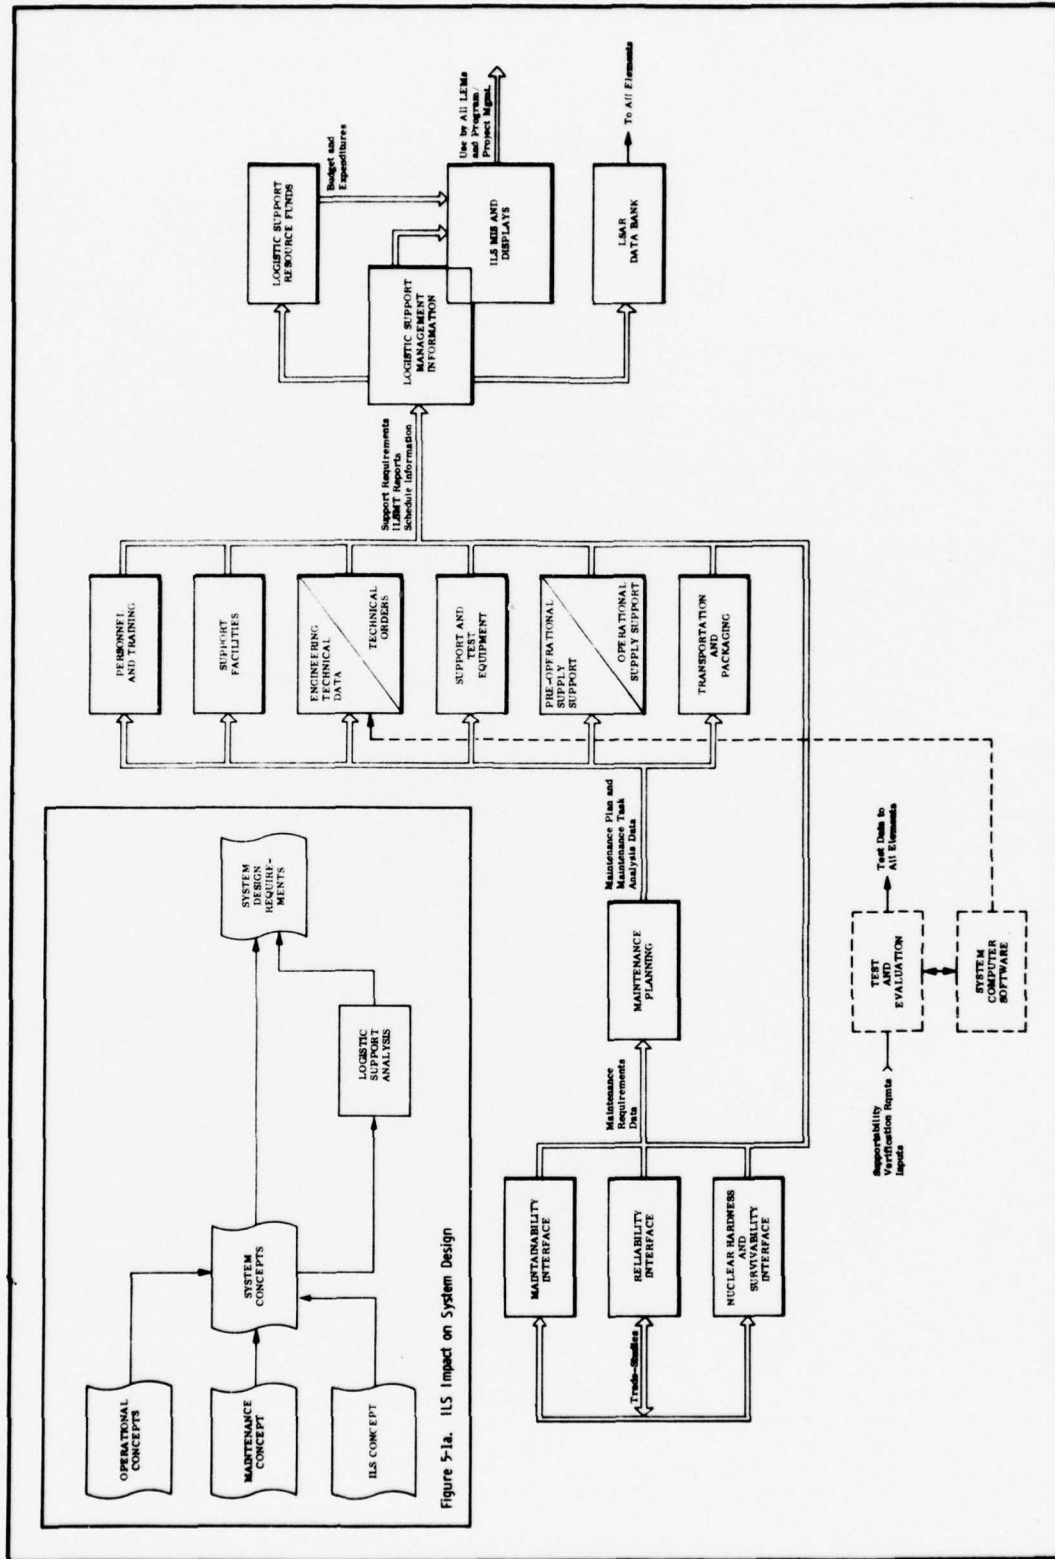 OPERATIONAL
CONCEPTS
MAINTENANCE
CONCEPT
ILS CONCEPT
SYSTEM
CONCEPTS
LOGISTIC
SUPPORT
ANALYSIS
SYSTEM
DESIGN
REQUIRE-
MENTS
Figure 5-1a. ILS Impact on System Design
Trade-Studies
MAINTAINABILITY
INTERFACE
RELIABILITY
INTERFACE
NUCLEAR HARDNESS
AND
SURVIVABILITY
INTERFACE
Maintenance
Requirements
Data
MAINTENANCE
PLANNING
Maintenance Plan and
Maintenance Task
Analysis Data
Supportability
Verification Rqmts
Inputs
TEST
AND
EVALUATION
Test Data to
All Elements
SYSTEM
COMPUTER
SOFTWARE
PERSONNEL
AND TRAINING
SUPPORT
FACILITIES
ENGINEERING
TECHNICAL
DATA
TECHNICAL
ORDERS
SUPPORT AND
TEST
EQUIPMENT
PRE-OPERATIONAL
SUPPLY
SUPPORT
OPERATIONAL
SUPPLY SUPPORT
TRANSPORTATION
AND
PACKAGING
Support Requirements
ILSMT Reports
Schedule Information
LOGISTIC SUPPORT
MANAGEMENT
INFORMATION
LOGISTIC SUPPORT
RESOURCE FUNDS
Budget and
Expenditures
ILS MIS AND
DISPLAYS
Use by All LEMs
and Program/
Project Mgmt.
LSAR
DATA BANK
To All Elements